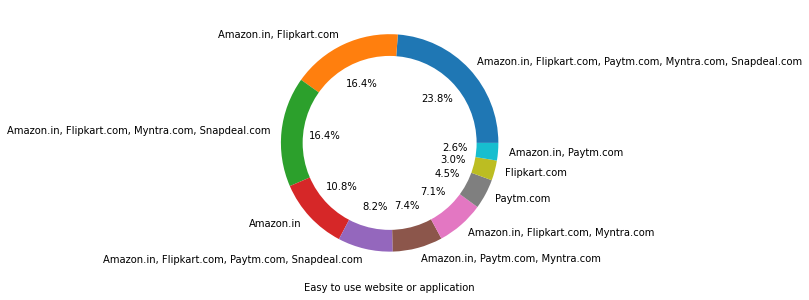 Amazon.in, Flipkart.com
Amazon.in, Flipkart.com, Paytm.com, Myntra.com, Snapdeal.com
16.4%
23.8%
Amazon.in, Flipkart.com, Myntra.com, Snapdeal.com
16.4%
2.6%
Amazon.in, Paytm.com
3.0%
Flipkart.com
4.5%
10.8%
7.1%
Paytm.com
8.2%
7.4%
Amazon.in
Amazon.in, Flipkart.com, Myntra.com
Amazon.in, Flipkart.com, Paytm.com, Snapdeal.com
Amazon.in, Paytm.com, Myntra.com
Easy to use website or application